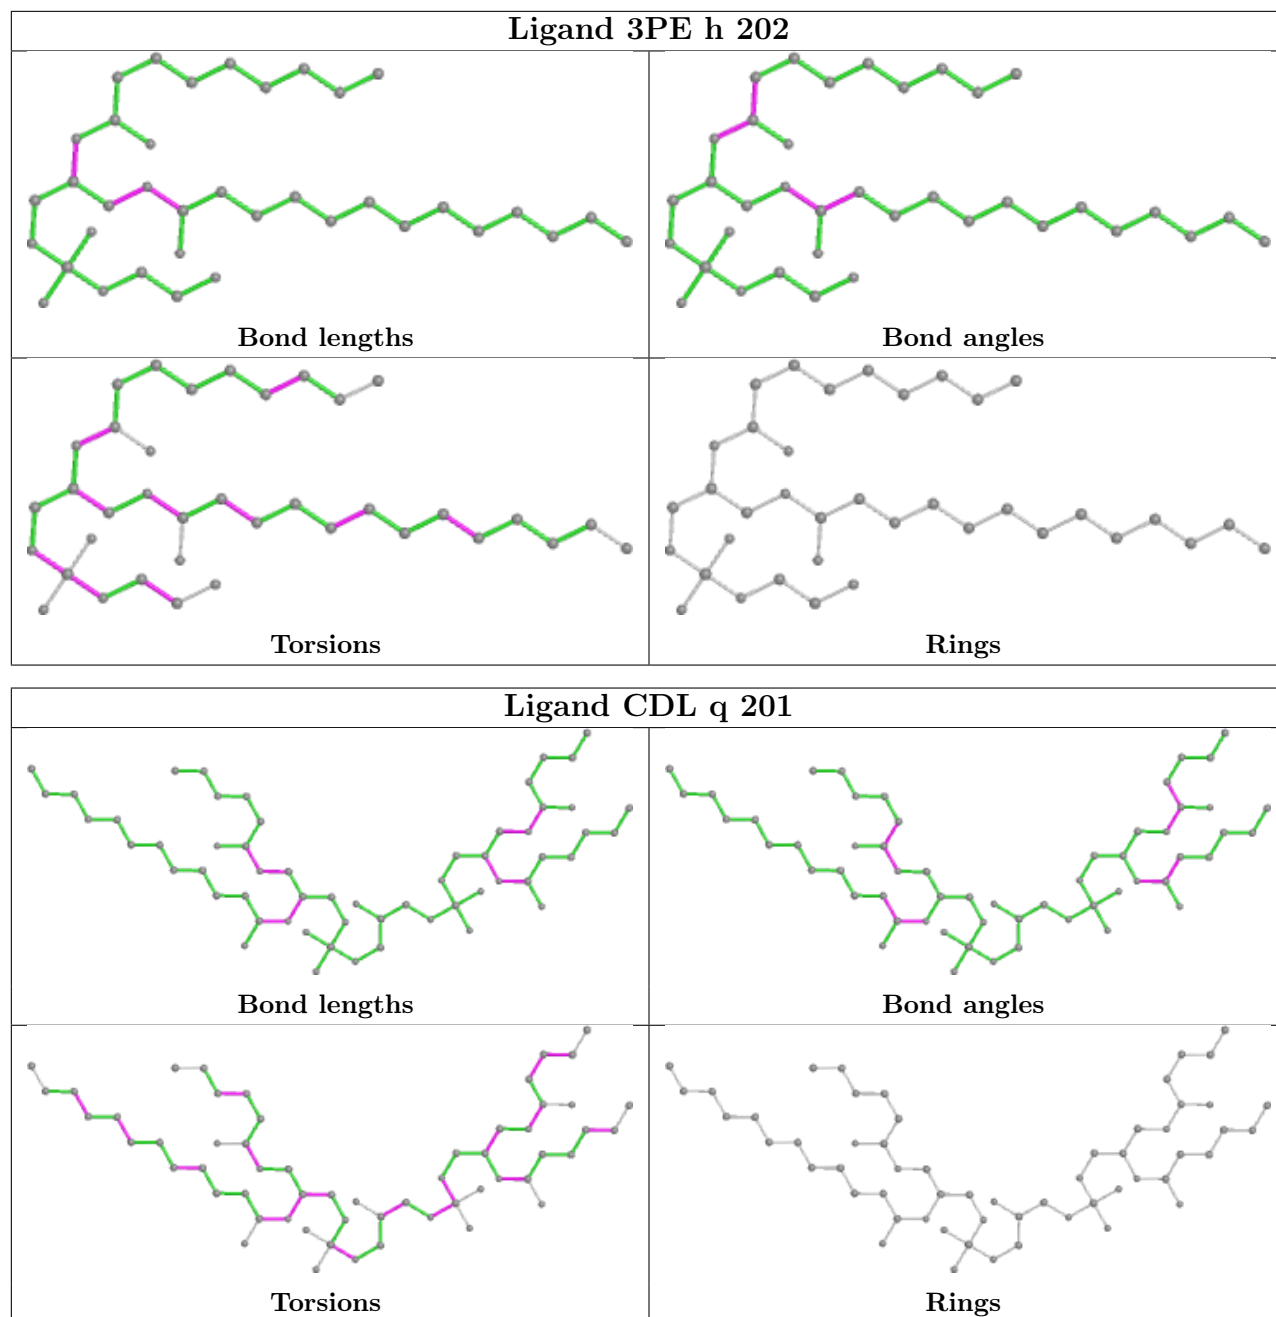 Ligand 3PE h 202
Bond lengths
Bond angles
Torsions
Rings
Ligand CDL q 201
Bond lengths
Bond angles
Torsions
Rings